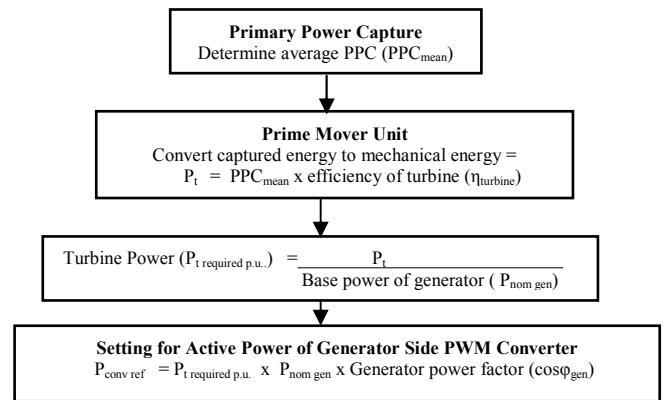 Primary Power Capture
Determine average PPC (PPCmean)
Prime Mover Unit
Convert captured energy to mechanical energy =
Pt = PPCmean x efficiency of turbine (ηturbine)
Turbine Power (Pt required p.u..) = Pt
Base power of generator ( Pnom gen)
Setting for Active Power of Generator Side PWM Converter
Pconv ref = Pt required p.u. x Pnom gen x Generator power factor (cosφgen)